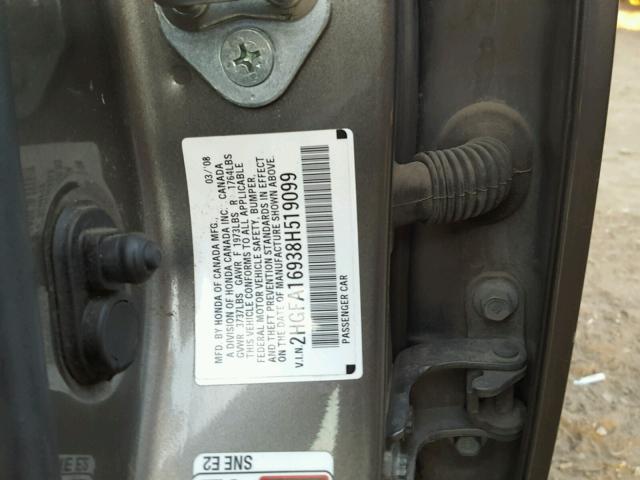 MFD. BY HONDA OF CANADA MFG. 03/'08
A DIVISION OF HONDA CANADA INC. CANADA
GVWR 3737LBS GAWR F 1973LBS R 1764LBS
THIS VEHICLE CONFORMS TO ALL APPLICABLE
FEDERAL MOTOR VEHICLE SAFETY, BUMPER,
AND THEFT PREVENTION STANDARDS IN EFFECT
ON THE DATE OF MANUFACTURE SHOWN ABOVE.
V.I.N. 2HGFA16938H519099
PASSENGER CAR
SNE E2